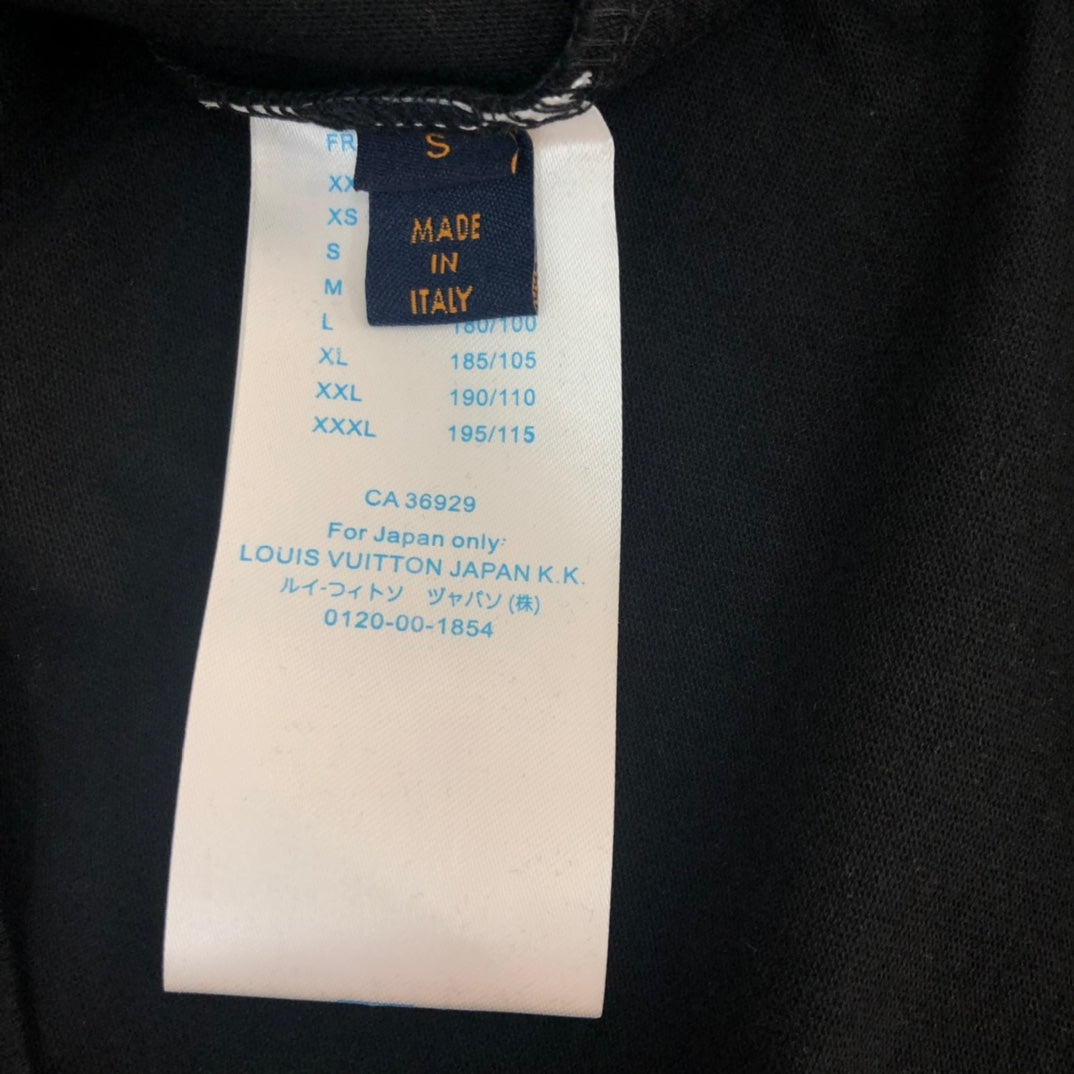 FR
S
XX
XS
S
M
MADE
IN
ITALY
L 180/100
XL 185/105
XXL 190/110
XXXL 195/115
CA 36929
For Japan only:
LOUIS VUITTON JAPAN K.K.
ルイ-フィトソ ヅャパソ (株)
0120-00-1854